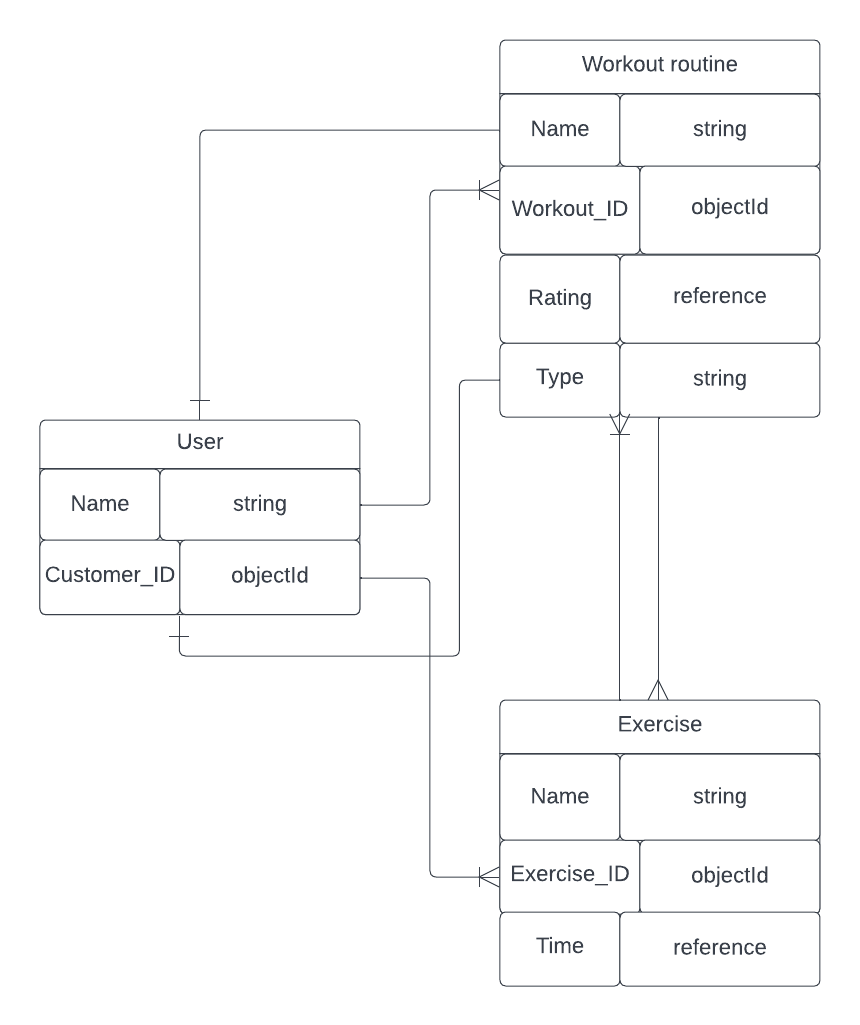 Workout routine
Name string
Workout_ID objectId
Rating reference
Type string
User
Name string
Customer_ID objectId
Exercise
Name string
Exercise_ID objectId
Time reference